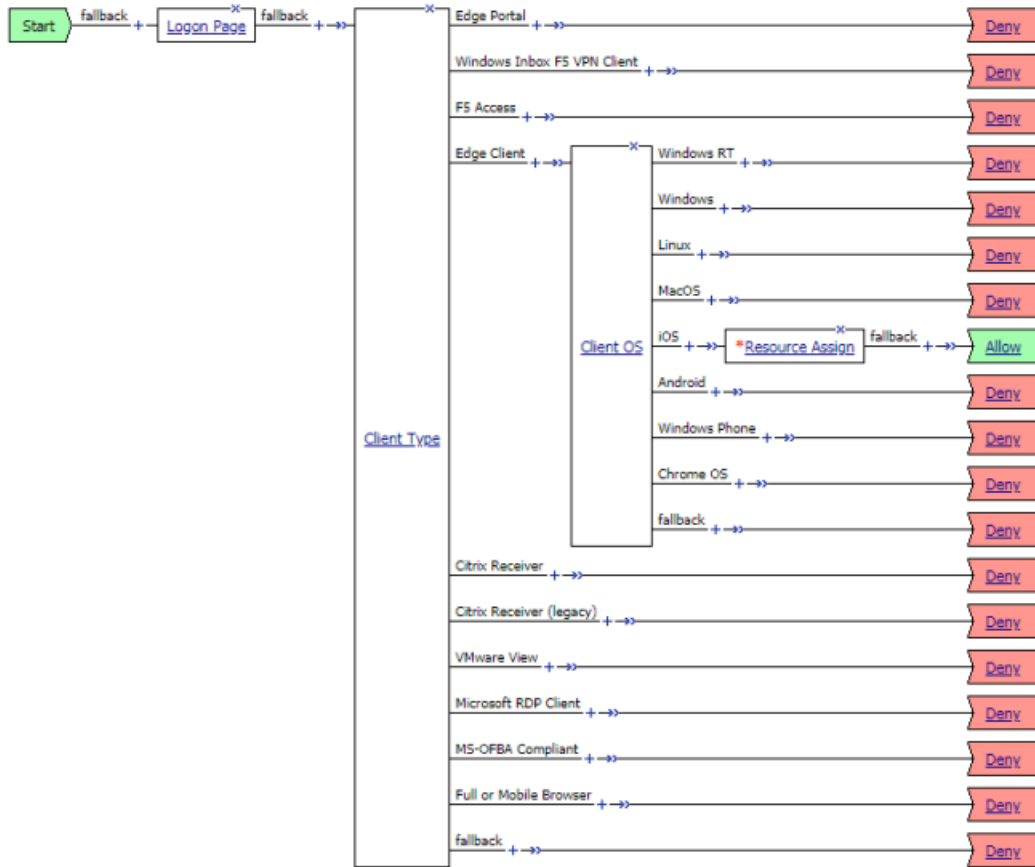 Start
fallback
Logon Page
fallback
Client Type
Edge Portal
Deny
Windows Inbox F5 VPN Client
Deny
F5 Access
Deny
Edge Client
Client OS
Windows RT
Deny
Windows
Deny
Linux
Deny
MacOS
Deny
iOS
*Resource Assign
fallback
Allow
Android
Deny
Windows Phone
Deny
Chrome OS
Deny
fallback
Deny
Citrix Receiver
Deny
Citrix Receiver (legacy)
Deny
VMware View
Deny
Microsoft RDP Client
Deny
MS-OFBA Compliant
Deny
Full or Mobile Browser
Deny
fallback
Deny